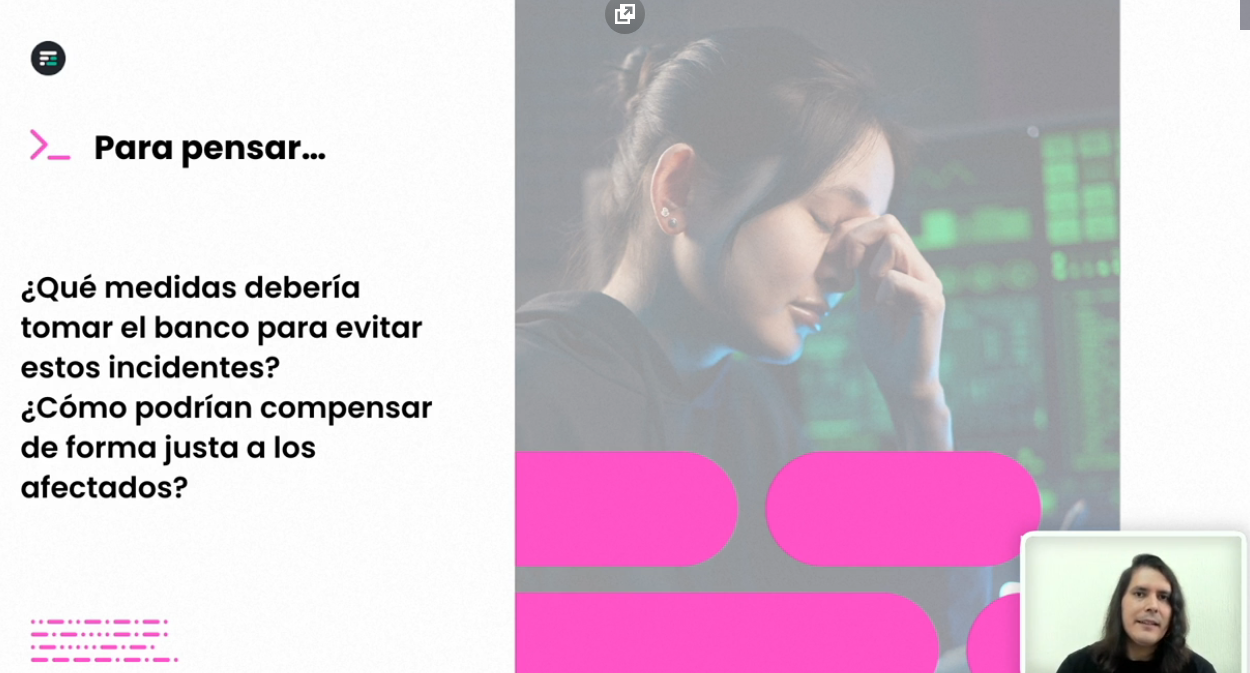 Para pensar...
¿Qué medidas debería
tomar el banco para evitar
estos incidentes?
¿Cómo podrían compensar
de forma justa a los
afectados?